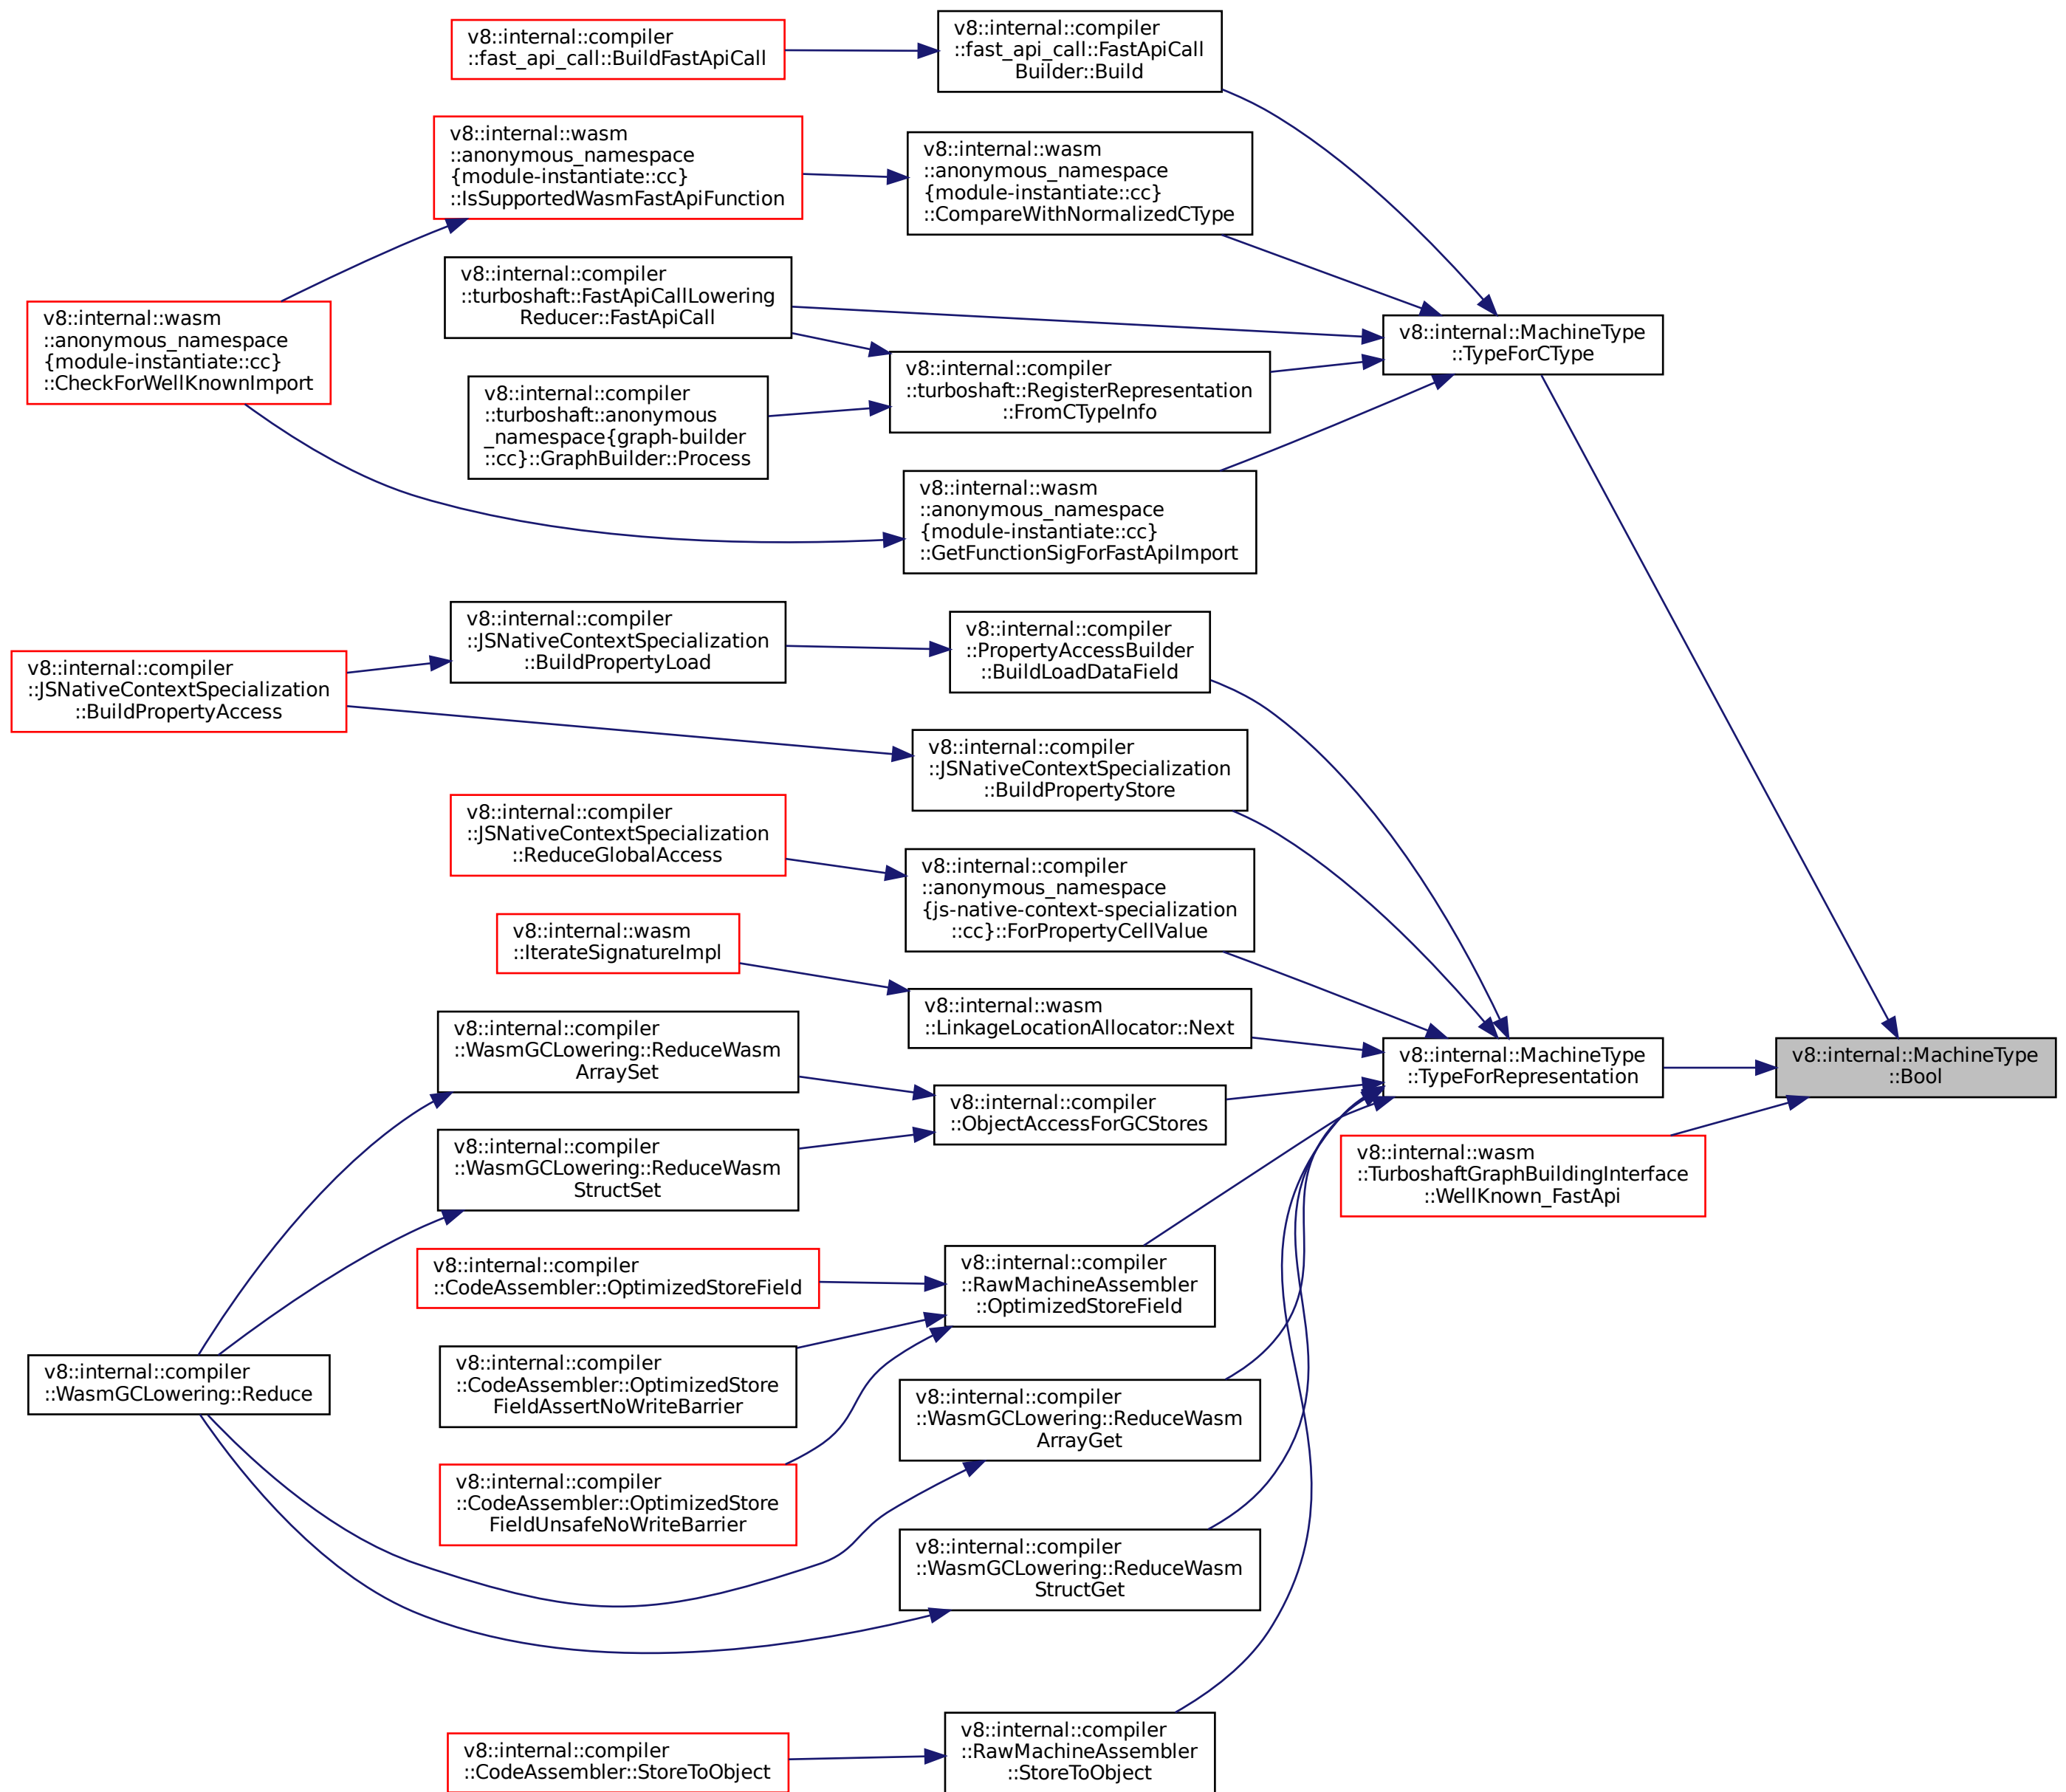 v8::internal::compiler
::fast_api_call::BuildFastApiCall
v8::internal::compiler
::fast_api_call::FastApiCall
Builder::Build
v8::internal::wasm
::anonymous_namespace
{module-instantiate::cc}
::IsSupportedWasmFastApiFunction
v8::internal::wasm
::anonymous_namespace
{module-instantiate::cc}
::CompareWithNormalizedCType
v8::internal::compiler
::turboshaft::FastApiCallLowering
Reducer::FastApiCall
v8::internal::wasm
::anonymous_namespace
{module-instantiate::cc}
::CheckForWellKnownImport
v8::internal::MachineType
::TypeForCType
v8::internal::compiler
::turboshaft::RegisterRepresentation
::FromCTypeInfo
v8::internal::compiler
::turboshaft::anonymous
_namespace{graph-builder
::cc}::GraphBuilder::Process
v8::internal::wasm
::anonymous_namespace
{module-instantiate::cc}
::GetFunctionSigForFastApiImport
v8::internal::compiler
::JSNativeContextSpecialization
::BuildPropertyLoad
v8::internal::compiler
::PropertyAccessBuilder
::BuildLoadDataField
v8::internal::compiler
::JSNativeContextSpecialization
::BuildPropertyAccess
v8::internal::compiler
::JSNativeContextSpecialization
::BuildPropertyStore
v8::internal::compiler
::JSNativeContextSpecialization
::ReduceGlobalAccess
v8::internal::compiler
::anonymous_namespace
{js-native-context-specialization
::cc}::ForPropertyCellValue
v8::internal::wasm
::IterateSignatureImpl
v8::internal::wasm
::LinkageLocationAllocator::Next
v8::internal::compiler
::WasmGCLowering::ReduceWasm
ArraySet
v8::internal::MachineType
::TypeForRepresentation
v8::internal::MachineType
::Bool
v8::internal::compiler
::ObjectAccessForGCStores
v8::internal::compiler
::WasmGCLowering::ReduceWasm
StructSet
v8::internal::wasm
::TurboshaftGraphBuildingInterface
::WellKnown_FastApi
v8::internal::compiler
::CodeAssembler::OptimizedStoreField
v8::internal::compiler
::RawMachineAssembler
::OptimizedStoreField
v8::internal::compiler
::WasmGCLowering::Reduce
v8::internal::compiler
::CodeAssembler::OptimizedStore
FieldAssertNoWriteBarrier
v8::internal::compiler
::WasmGCLowering::ReduceWasm
ArrayGet
v8::internal::compiler
::CodeAssembler::OptimizedStore
FieldUnsafeNoWriteBarrier
v8::internal::compiler
::WasmGCLowering::ReduceWasm
StructGet
v8::internal::compiler
::CodeAssembler::StoreToObject
v8::internal::compiler
::RawMachineAssembler
::StoreToObject